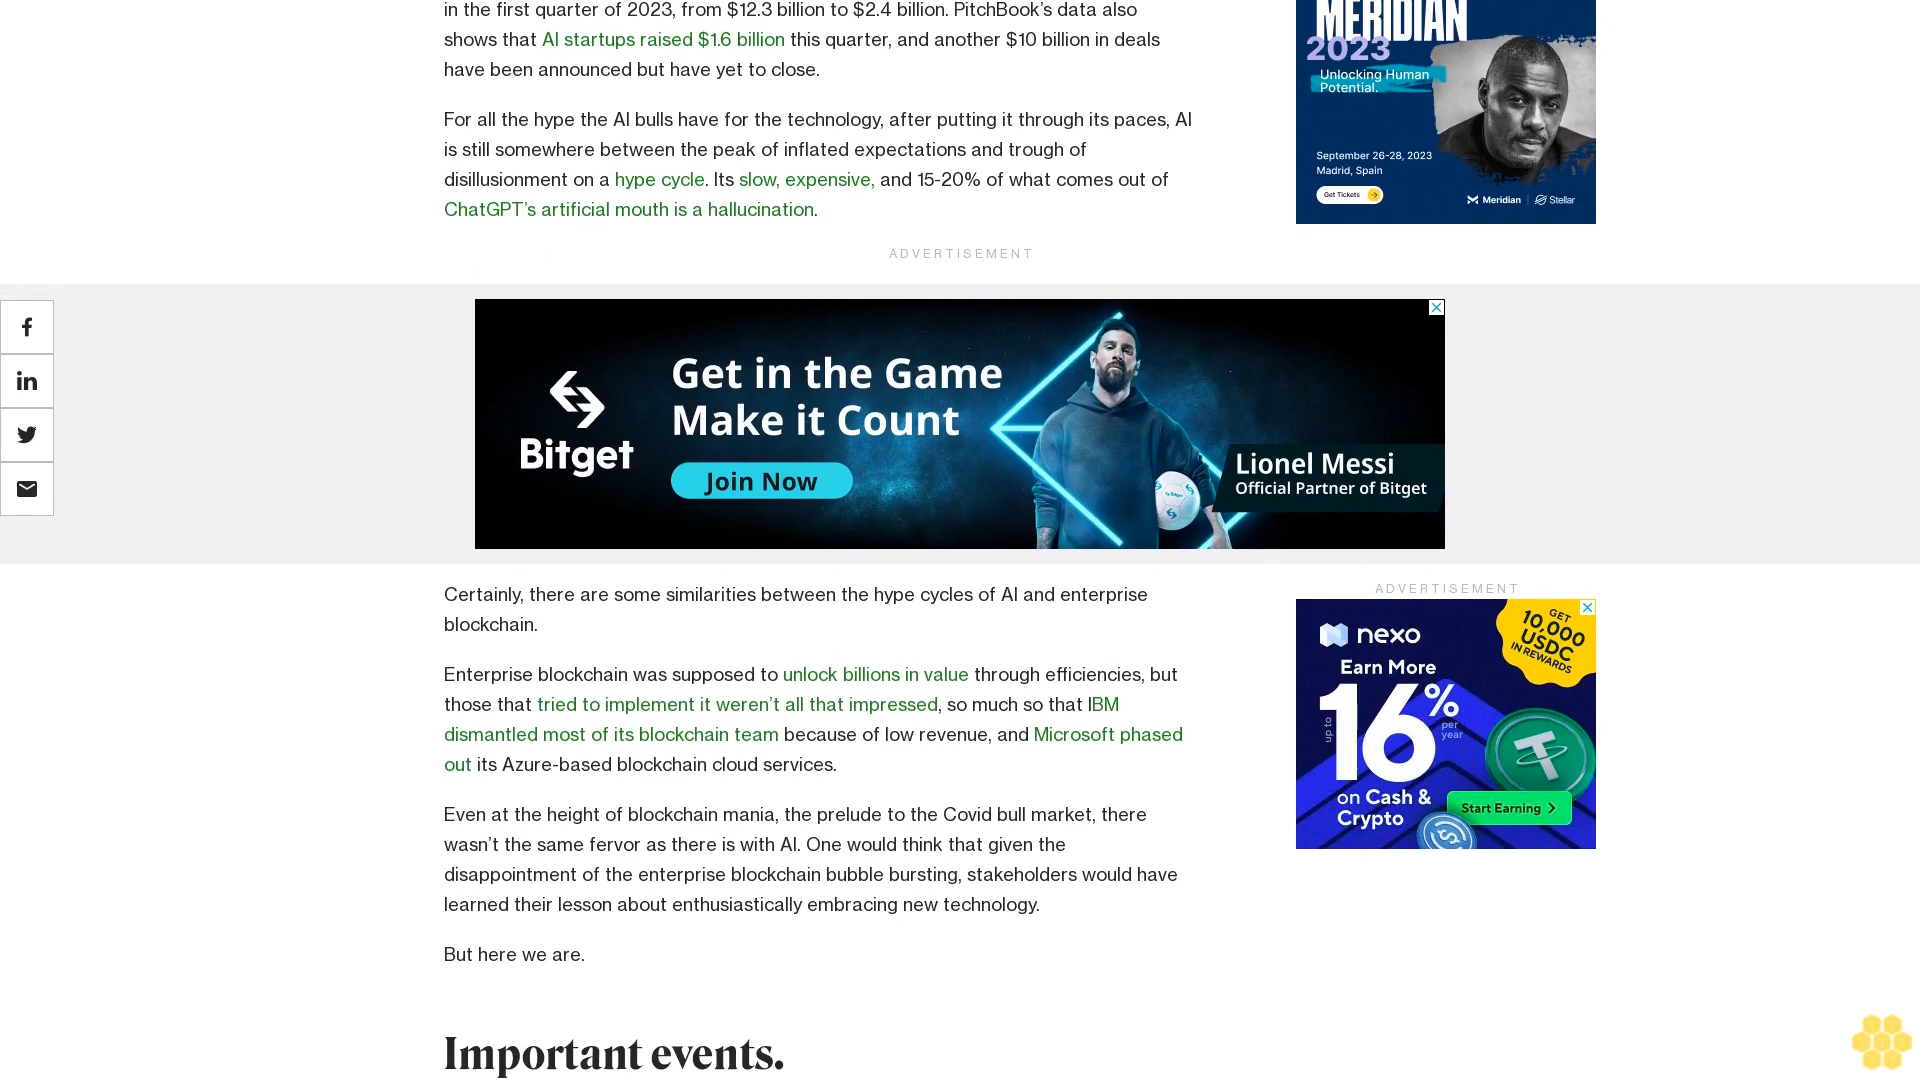 in the first quarter of 2023, from $12.3 billion to $2.4 billion. PitchBook’s data also
shows that AI startups raised $1.6 billion this quarter, and another $10 billion in deals
have been announced but have yet to close.
For all the hype the AI bulls have for the technology, after putting it through its paces, AI
is still somewhere between the peak of inflated expectations and trough of
disillusionment on a hype cycle. Its slow, expensive, and 15-20% of what comes out of
ChatGPT’s artificial mouth is a hallucination.
MERIDIAN
2023
Unlocking Human
Potential.
September 26-28, 2023
Madrid, Spain
Get Tickets
Meridian | Stellar
ADVERTISEMENT
Bitget
Get in the Game
Make it Count
Join Now
Lionel Messi
Official Partner of Bitget
Certainly, there are some similarities between the hype cycles of AI and enterprise
blockchain.
Enterprise blockchain was supposed to unlock billions in value through efficiencies, but
those that tried to implement it weren’t all that impressed, so much so that IBM
dismantled most of its blockchain team because of low revenue, and Microsoft phased
out its Azure-based blockchain cloud services.
Even at the height of blockchain mania, the prelude to the Covid bull market, there
wasn’t the same fervor as there is with AI. One would think that given the
disappointment of the enterprise blockchain bubble bursting, stakeholders would have
learned their lesson about enthusiastically embracing new technology.
But here we are.
ADVERTISEMENT
nexo
GET
10,000
USDC
IN REWARDS
Earn More
up to
16%
per
year
on Cash &
Crypto
Start Earning
Important events.